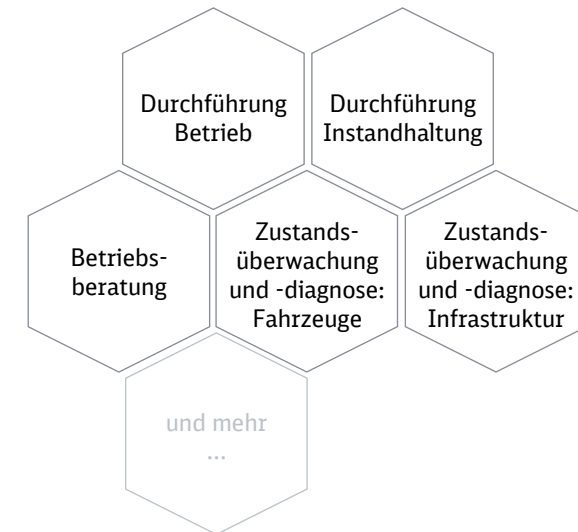 Durchführung
Betrieb
Durchführung
Instandhaltung
Betriebs-
beratung
Zustands-
überwachung
und -diagnose:
Fahrzeuge
Zustands-
überwachung
und -diagnose:
Infrastruktur
und mehr
...